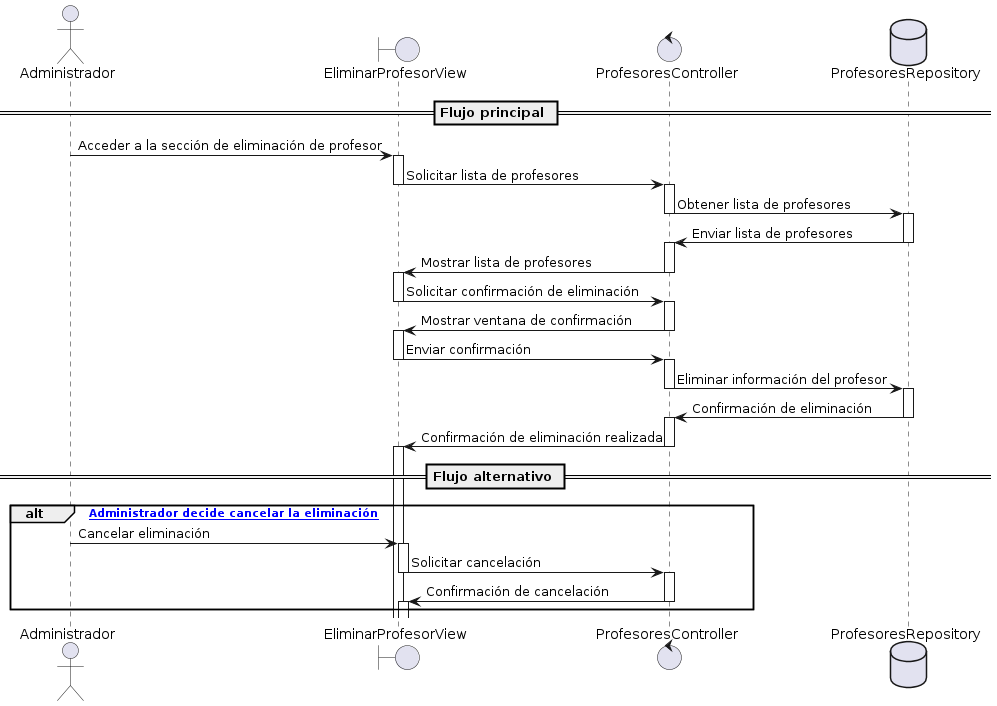 Administrador
EliminarProfesorView
ProfesoresController
ProfesoresRepository
Flujo principal
Acceder a la sección de eliminación de profesor
Solicitar lista de profesores
Obtener lista de profesores
Enviar lista de profesores
Mostrar lista de profesores
Solicitar confirmación de eliminación
Mostrar ventana de confirmación
Enviar confirmación
Eliminar información del profesor
Confirmación de eliminación
Confirmación de eliminación realizada
Flujo alternativo
alt
Administrador decide cancelar la eliminación
Cancelar eliminación
Solicitar cancelación
Confirmación de cancelación
Administrador
EliminarProfesorView
ProfesoresController
ProfesoresRepository